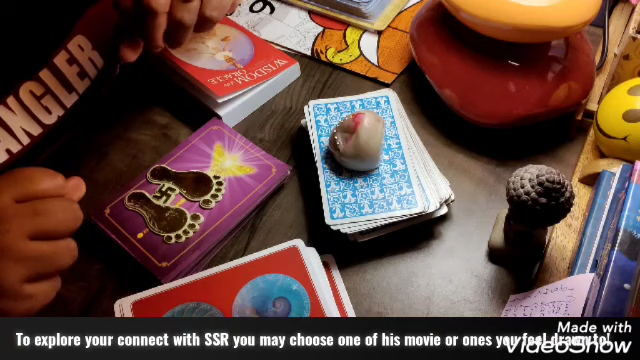 ANGLER
WISDOM
ORACLE
To explore your connect with SSR you may choose one of his movie or ones you feel drawn to!
Made with
VideoShow